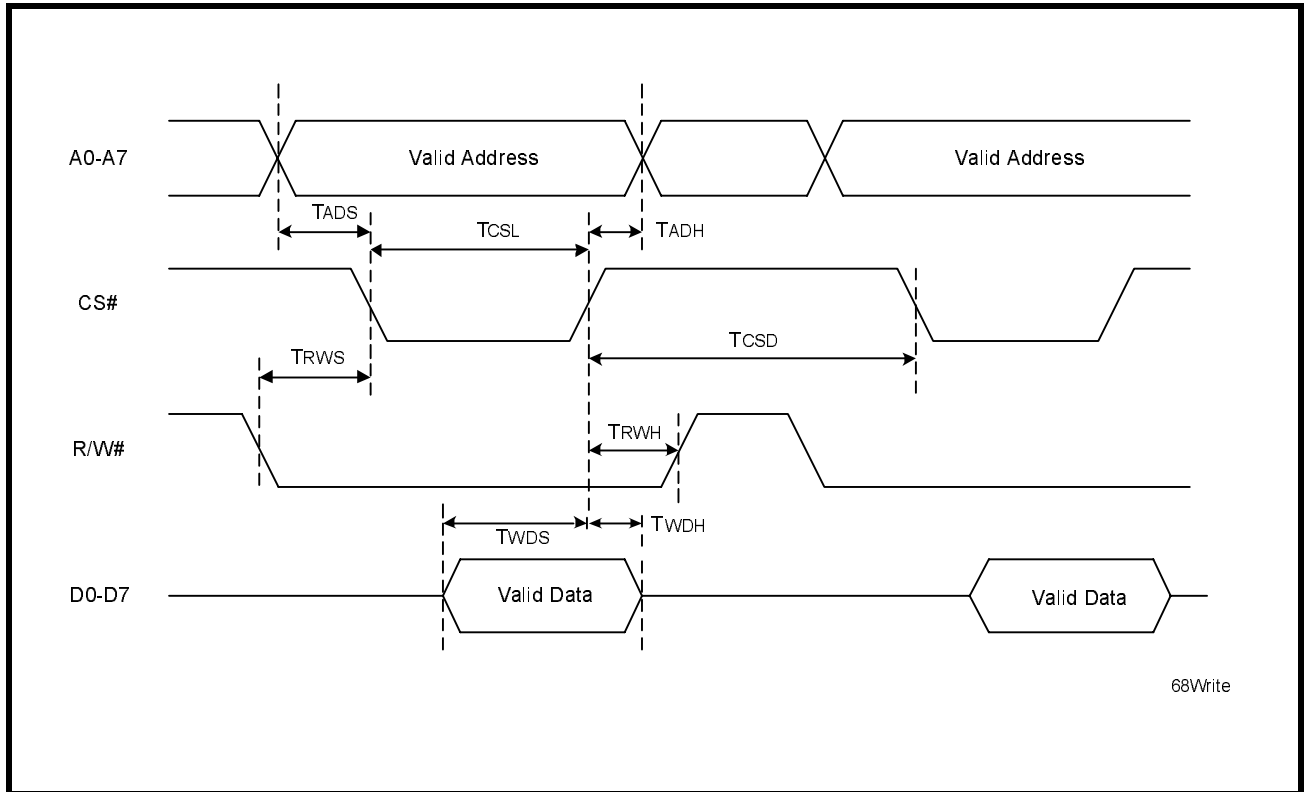 A0-A7
Valid Address
Valid Address
TADS
TCSL
TADH
CS#
TCSD
TRWS
R/W#
TRWH
TWDS
TWDH
D0-D7
Valid Data
Valid Data
68Write